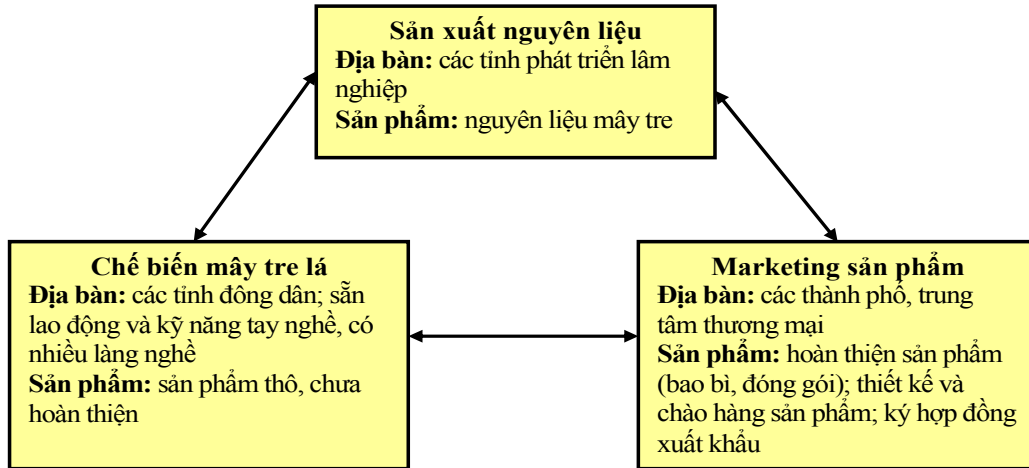 Sản xuất nguyên liệu
Địa bàn: các tỉnh phát triển lâm
nghiệp
Sản phẩm: nguyên liệu mây tre
Chế biến mây tre lá
Địa bàn: các tỉnh đông dân; sẵn
lao động và kỹ năng tay nghề, có
nhiều làng nghề
Sản phẩm: sản phẩm thô, chưa
hoàn thiện
Marketing sản phẩm
Địa bàn: các thành phố, trung
tâm thương mại
Sản phẩm: hoàn thiện sản phẩm
(bao bì, đóng gói); thiết kế và
chào hàng sản phẩm; ký hợp đồng
xuất khẩu